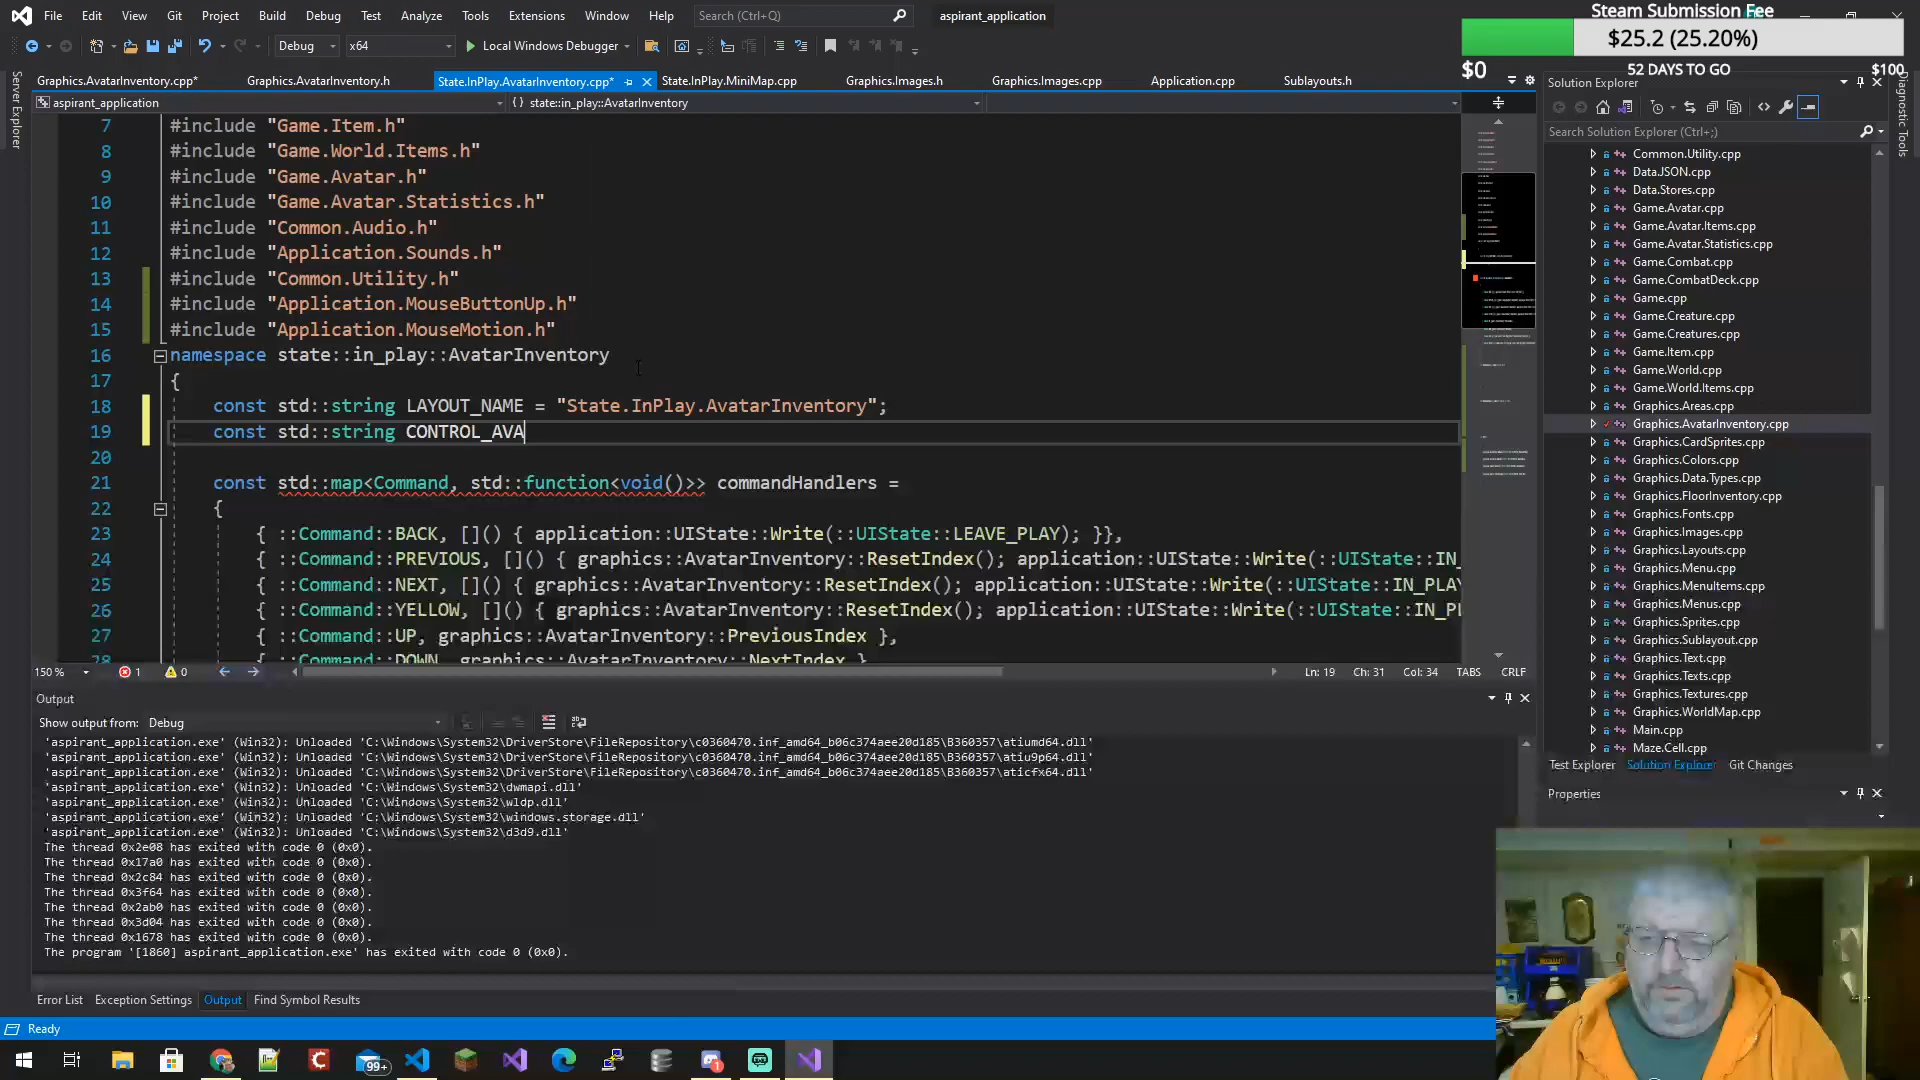 File Edit View Git Project Build Debug Test Analyze Tools Extensions Window Help Search (Ctrl+Q) aspirant_application
Steam Submission Fee
$25.2 (25.20%)
$0 52 DAYS TO GO $100
Debug x64 Local Windows Debugger
Server Explorer
Graphics.AvatarInventory.cpp* Graphics.AvatarInventory.h State.InPlay.AvatarInventory.cpp* State.InPlay.MiniMap.cpp Graphics.Images.h Graphics.Images.cpp Application.cpp Sublayouts.h
aspirant_application state::in_play::AvatarInventory
7 #include "Game.Item.h"
8 #include "Game.World.Items.h"
9 #include "Game.Avatar.h"
10 #include "Game.Avatar.Statistics.h"
11 #include "Common.Audio.h"
12 #include "Application.Sounds.h"
13 #include "Common.Utility.h"
14 #include "Application.MouseButtonUp.h"
15 #include "Application.MouseMotion.h"
16 namespace state::in_play::AvatarInventory
17 {
18 const std::string LAYOUT_NAME = "State.InPlay.AvatarInventory";
19 const std::string CONTROL_AVA
20
21 const std::map<Command, std::function<void()>> commandHandlers =
22 {
23 { ::Command::BACK, []() { application::UIState::Write(::UIState::LEAVE_PLAY); }},
24 { ::Command::PREVIOUS, []() { graphics::AvatarInventory::ResetIndex(); application::UIState::Write(::UIState::IN_
25 { ::Command::NEXT, []() { graphics::AvatarInventory::ResetIndex(); application::UIState::Write(::UIState::IN_PLAY
26 { ::Command::YELLOW, []() { graphics::AvatarInventory::ResetIndex(); application::UIState::Write(::UIState::IN_PL
27 { ::Command::UP, graphics::AvatarInventory::PreviousIndex },
28 { ::Command::DOWN, graphics::AvatarInventory::NextIndex }
150 % 1 0 Ln: 19 Ch: 31 Col: 34 TABS CRLF
Output
Show output from: Debug
'aspirant_application.exe' (Win32): Unloaded 'C:\Windows\System32\DriverStore\FileRepository\c0360470.inf_amd64_b06c374aee20d185\B360357\atiumd64.dll'
'aspirant_application.exe' (Win32): Unloaded 'C:\Windows\System32\DriverStore\FileRepository\c0360470.inf_amd64_b06c374aee20d185\B360357\atiu9p64.dll'
'aspirant_application.exe' (Win32): Unloaded 'C:\Windows\System32\DriverStore\FileRepository\c0360470.inf_amd64_b06c374aee20d185\B360357\aticfx64.dll'
'aspirant_application.exe' (Win32): Unloaded 'C:\Windows\System32\dwmapi.dll'
'aspirant_application.exe' (Win32): Unloaded 'C:\Windows\System32\wldp.dll'
'aspirant_application.exe' (Win32): Unloaded 'C:\Windows\System32\windows.storage.dll'
'aspirant_application.exe' (Win32): Unloaded 'C:\Windows\System32\d3d9.dll'
The thread 0x2e08 has exited with code 0 (0x0).
The thread 0x17a0 has exited with code 0 (0x0).
The thread 0x2c84 has exited with code 0 (0x0).
The thread 0x3f64 has exited with code 0 (0x0).
The thread 0x2ab0 has exited with code 0 (0x0).
The thread 0x3d04 has exited with code 0 (0x0).
The thread 0x1678 has exited with code 0 (0x0).
The program '[1860] aspirant_application.exe' has exited with code 0 (0x0).
Error List Exception Settings Output Find Symbol Results
Ready
99+
Solution Explorer
Search Solution Explorer (Ctrl+;)
Common.Utility.cpp
Data.JSON.cpp
Data.Stores.cpp
Game.Avatar.cpp
Game.Avatar.Items.cpp
Game.Avatar.Statistics.cpp
Game.Combat.cpp
Game.CombatDeck.cpp
Game.cpp
Game.Creature.cpp
Game.Creatures.cpp
Game.Item.cpp
Game.World.cpp
Game.World.Items.cpp
Graphics.Areas.cpp
Graphics.AvatarInventory.cpp
Graphics.CardSprites.cpp
Graphics.Colors.cpp
Graphics.Data.Types.cpp
Graphics.FloorInventory.cpp
Graphics.Fonts.cpp
Graphics.Images.cpp
Graphics.Layouts.cpp
Graphics.Menu.cpp
Graphics.MenuItems.cpp
Graphics.Menus.cpp
Graphics.Sprites.cpp
Graphics.Sublayout.cpp
Graphics.Text.cpp
Graphics.Texts.cpp
Graphics.Textures.cpp
Graphics.WorldMap.cpp
Main.cpp
Maze.Cell.cpp
Test Explorer Solution Explorer Git Changes
Properties
Diagnostic Tools